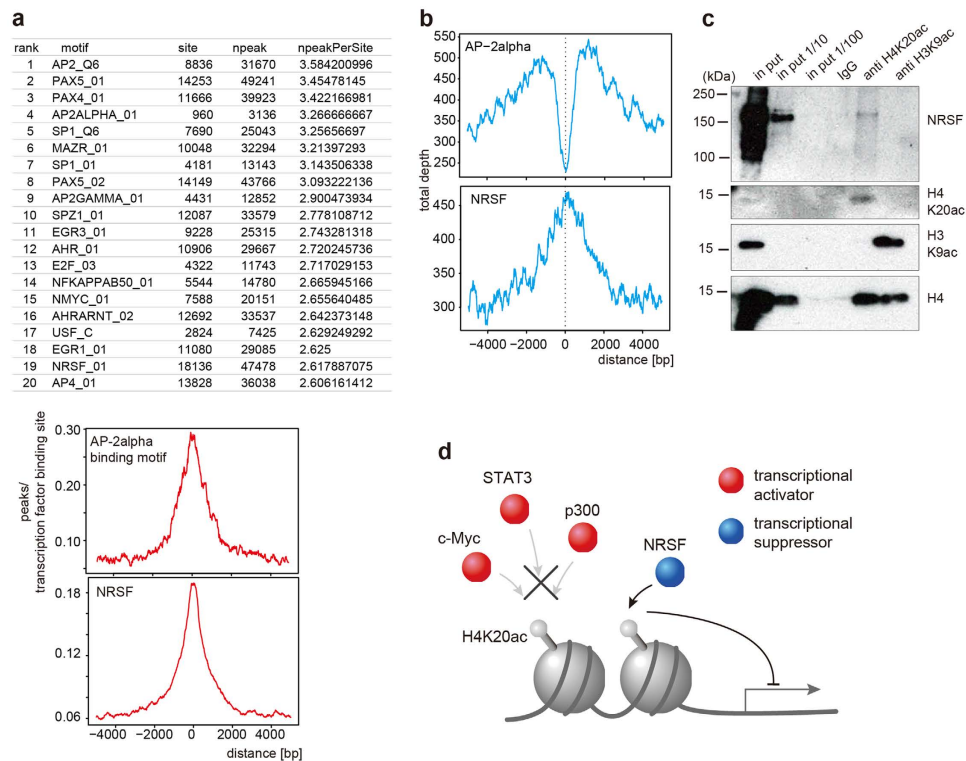 a
rank motif site npeak npeakPerSite
1 AP2_Q6 8836 31670 3.584200996
2 PAX5_01 14253 49241 3.45478145
3 PAX4_01 11666 39923 3.422166981
4 AP2ALPHA_01 960 3136 3.266666667
5 SP1_Q6 7690 25043 3.25656697
6 MAZR_01 10048 32294 3.21397293
7 SP1_01 4181 13143 3.143506338
8 PAX5_02 14149 43766 3.093222136
9 AP2GAMMA_01 4431 12852 2.900473934
10 SPZ1_01 12087 33579 2.778108712
11 EGR3_01 9228 25315 2.743281318
12 AHR_01 10906 29667 2.720245736
13 E2F_03 4322 11743 2.717029153
14 NFKAPPAB50_01 5544 14780 2.665945166
15 NMYC_01 7588 20151 2.655640485
16 AHRARNT_02 12692 33537 2.642373148
17 USF_C 2824 7425 2.629249292
18 EGR1_01 11080 29085 2.625
19 NRSF_01 18136 47478 2.617887075
20 AP4_01 13828 36038 2.606161412
peaks/
transcription factor binding site
0.30
0.20
0.10
AP-2alpha
binding motif
0.18
0.12
0.06
NRSF
−4000 −2000 0 2000 4000
distance [bp]
b
total depth
550
500
450
400
350
300
250
AP−2alpha
450
400
350
300
NRSF
−4000 −2000 0 2000 4000
distance [bp]
c
in put
in put 1/10
in put 1/100
IgG
anti H4K20ac
anti H3K9ac
(kDa)
250
150
100
NRSF
15
H4
K20ac
15
H3
K9ac
15
H4
d
STAT3
p300
c-Myc
NRSF
H4K20ac
transcriptional
activator
transcriptional
suppressor